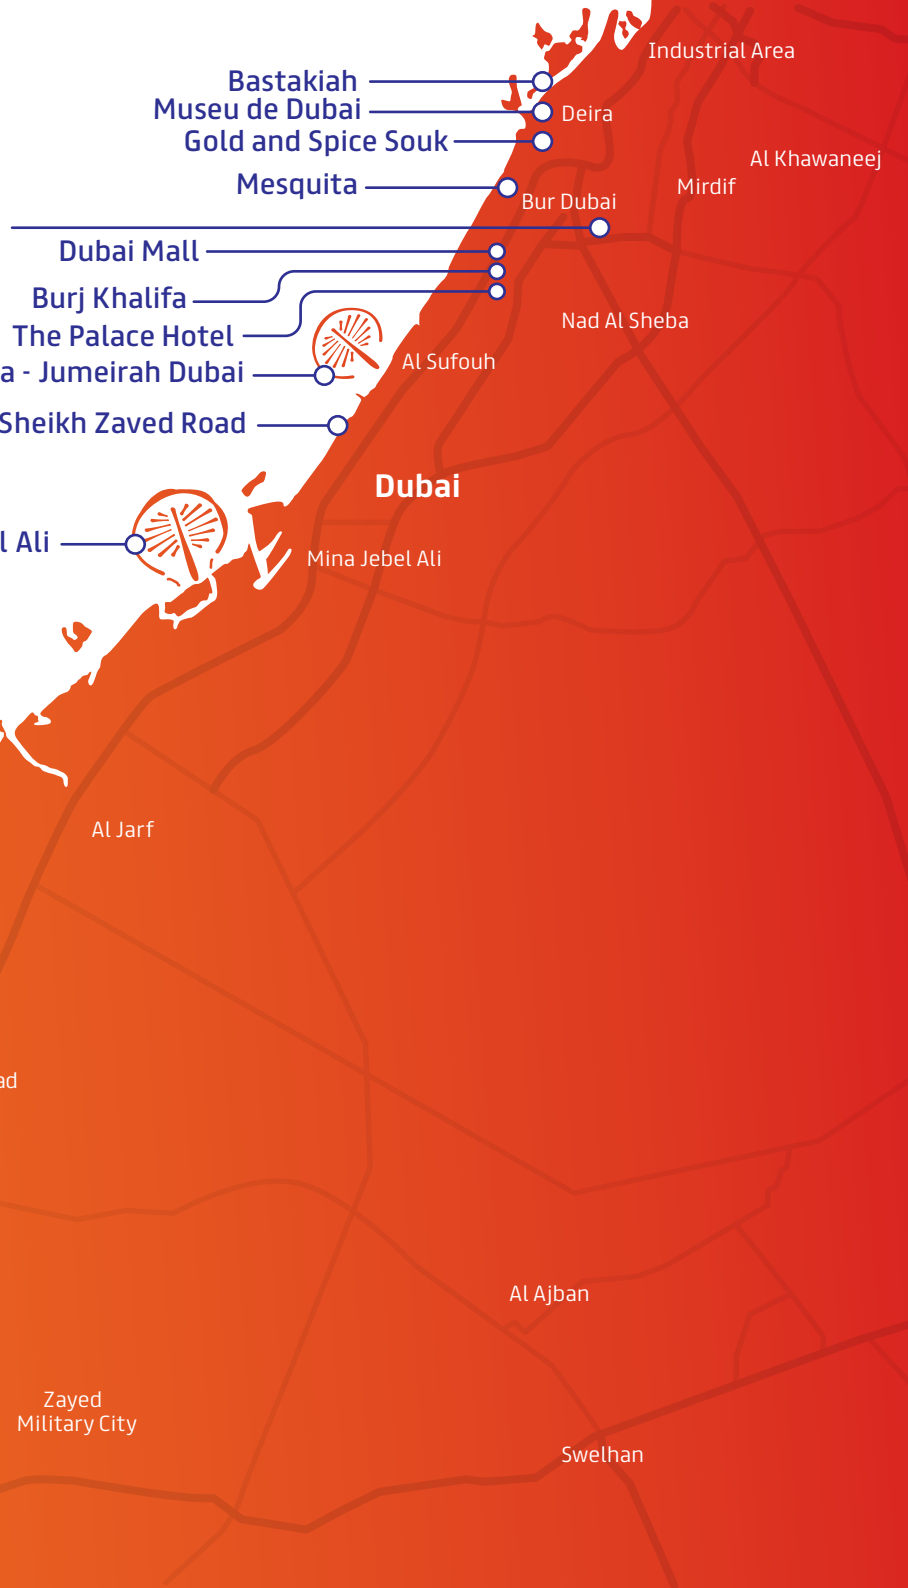 Industrial Area
Bastakiah
Museu de Dubai
Deira
Gold and Spice Souk
Al Khawaneej
Mesquita
Mirdif
Bur Dubai
Dubai Mall
Burj Khalifa
Nad Al Sheba
The Palace Hotel
Al Sufouh
a - Jumeirah Dubai
Sheikh Zaved Road
Dubai
l Ali
Mina Jebel Ali
Al Jarf
ad
Al Ajban
Zayed
Military City
Swelhan